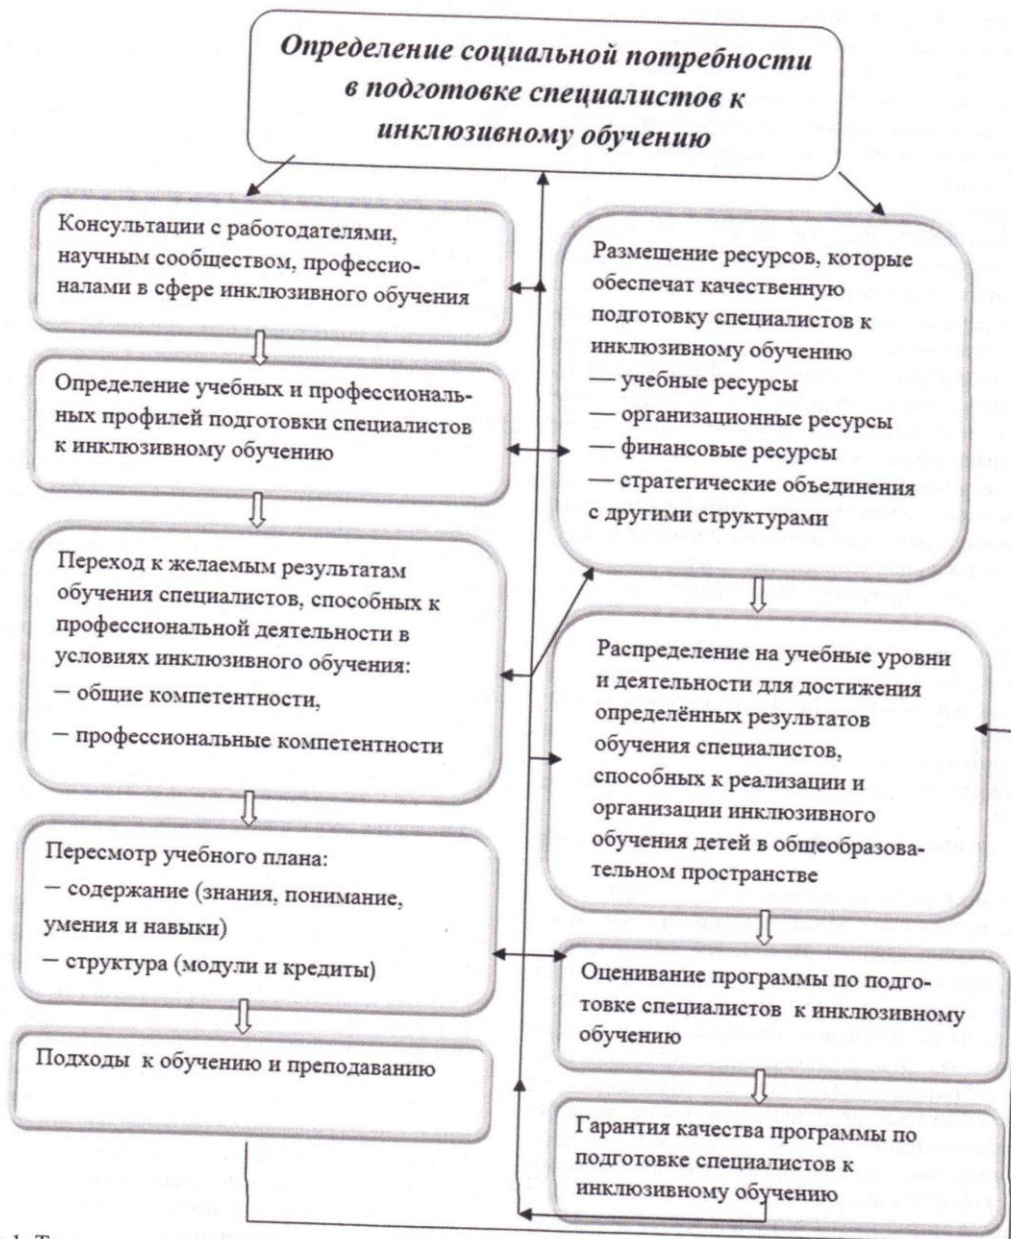 Определение социальной потребности
в подготовке специалистов к
инклюзивному обучению
Консультации с работодателями,
научным сообществом, профессио-
налами в сфере инклюзивного обучения
Определение учебных и профессиональ-
ных профилей подготовки специалистов
к инклюзивному обучению
Переход к желаемым результатам
обучения специалистов, способных к
профессиональной деятельности в
условиях инклюзивного обучения:
— общие компетентности,
— профессиональные компетентности
Пересмотр учебного плана:
— содержание (знания, понимание,
умения и навыки)
— структура (модули и кредиты)
Подходы к обучению и преподаванию
Размещение ресурсов, которые
обеспечат качественную
подготовку специалистов к
инклюзивному обучению
— учебные ресурсы
— организационные ресурсы
— финансовые ресурсы
— стратегические объединения
с другими структурами
Распределение на учебные уровни
и деятельности для достижения
определённых результатов
обучения специалистов,
способных к реализации и
организации инклюзивного
обучения детей в общеобразова-
тельном пространстве
Оценивание программы по подго-
товке специалистов к инклюзивному
обучению
Гарантия качества программы по
подготовке специалистов к
инклюзивному обучению